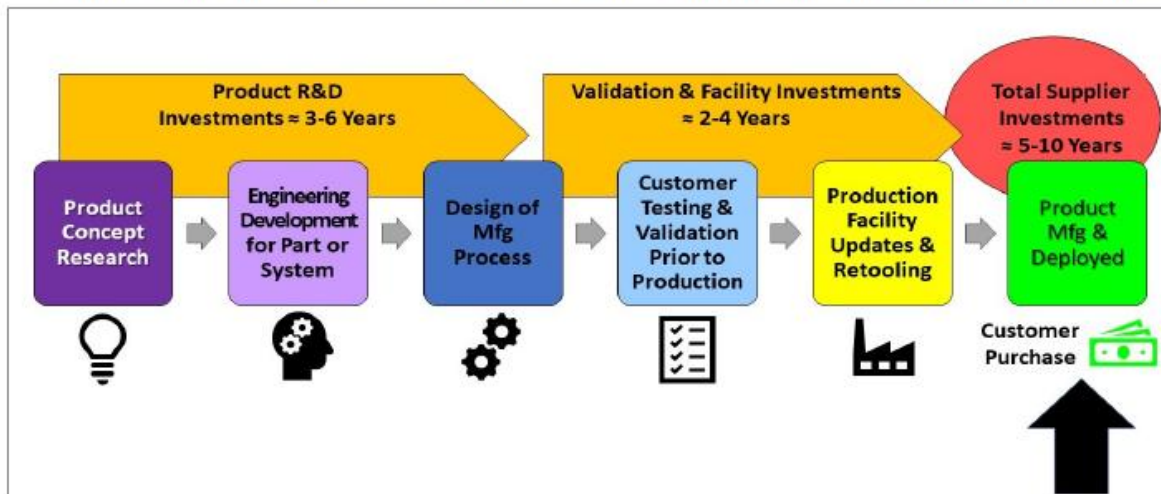 Product R&D
Investments ≈ 3-6 Years
Validation & Facility Investments
≈ 2-4 Years
Total Supplier
Investments
≈ 5-10 Years
Product
Concept
Research
Engineering
Development
for Part or
System
Design of
Mfg
Process
Customer
Testing &
Validation
Prior to
Production
Production
Facility
Updates &
Retooling
Product
Mfg &
Deployed
Customer
Purchase